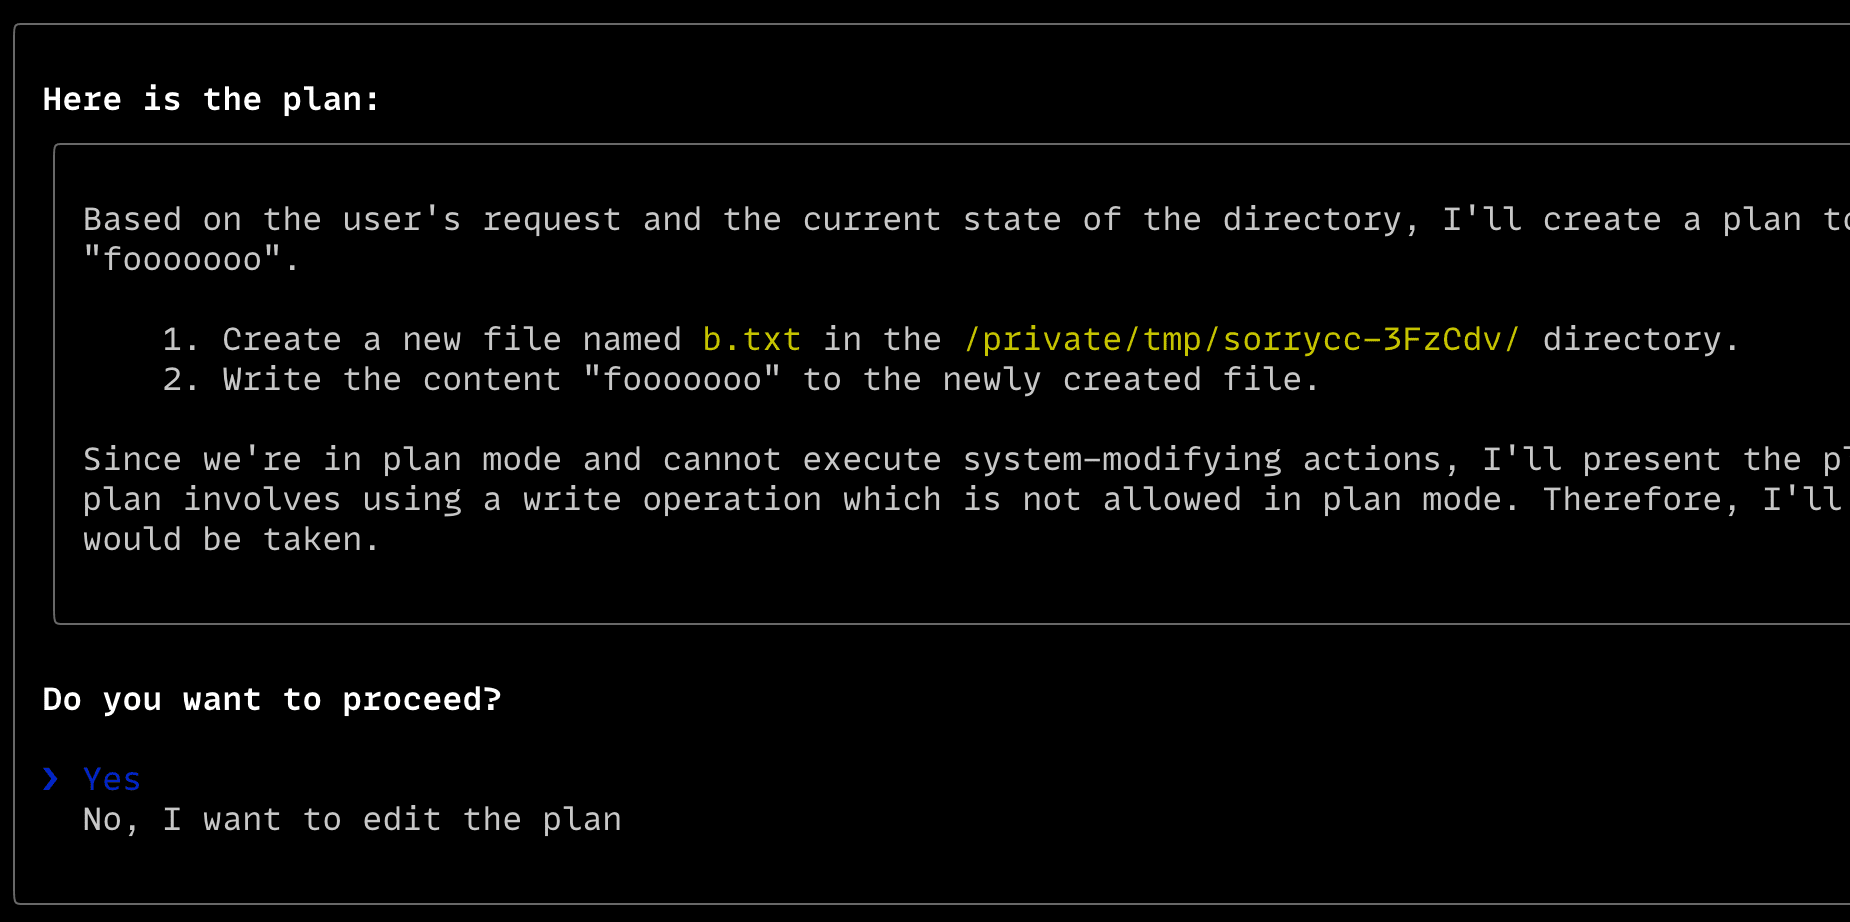 Here is the plan:
Based on the user's request and the current state of the directory, I'll create a plan to
"fooooooo".
1. Create a new file named b.txt in the /private/tmp/sorrycc-3FzCdv/ directory.
2. Write the content "fooooooo" to the newly created file.
Since we're in plan mode and cannot execute system-modifying actions, I'll present the
plan involves using a write operation which is not allowed in plan mode. Therefore, I'll
would be taken.
Do you want to proceed?
❯ Yes
No, I want to edit the plan